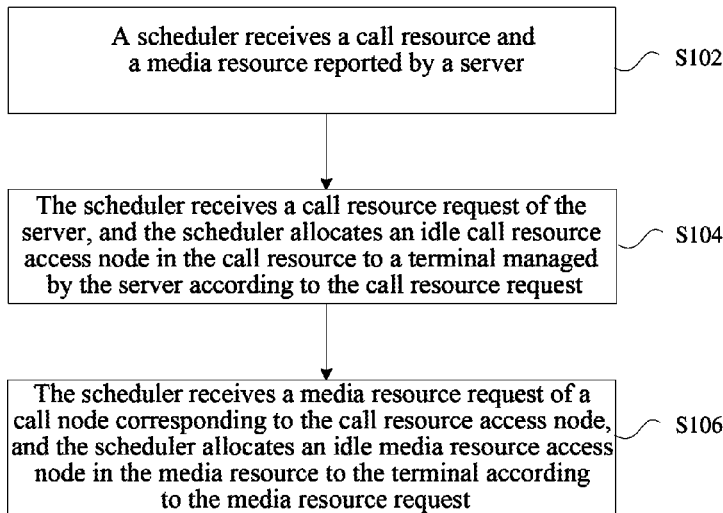 A scheduler receives a call resource and
a media resource reported by a server
S102
The scheduler receives a call resource request of the
server, and the scheduler allocates an idle call resource
access node in the call resource to a terminal managed
by the server according to the call resource request
S104
The scheduler receives a media resource request of a
call node corresponding to the call resource access node,
and the scheduler allocates an idle media resource access
node in the media resource to the terminal according
to the media resource request
S106